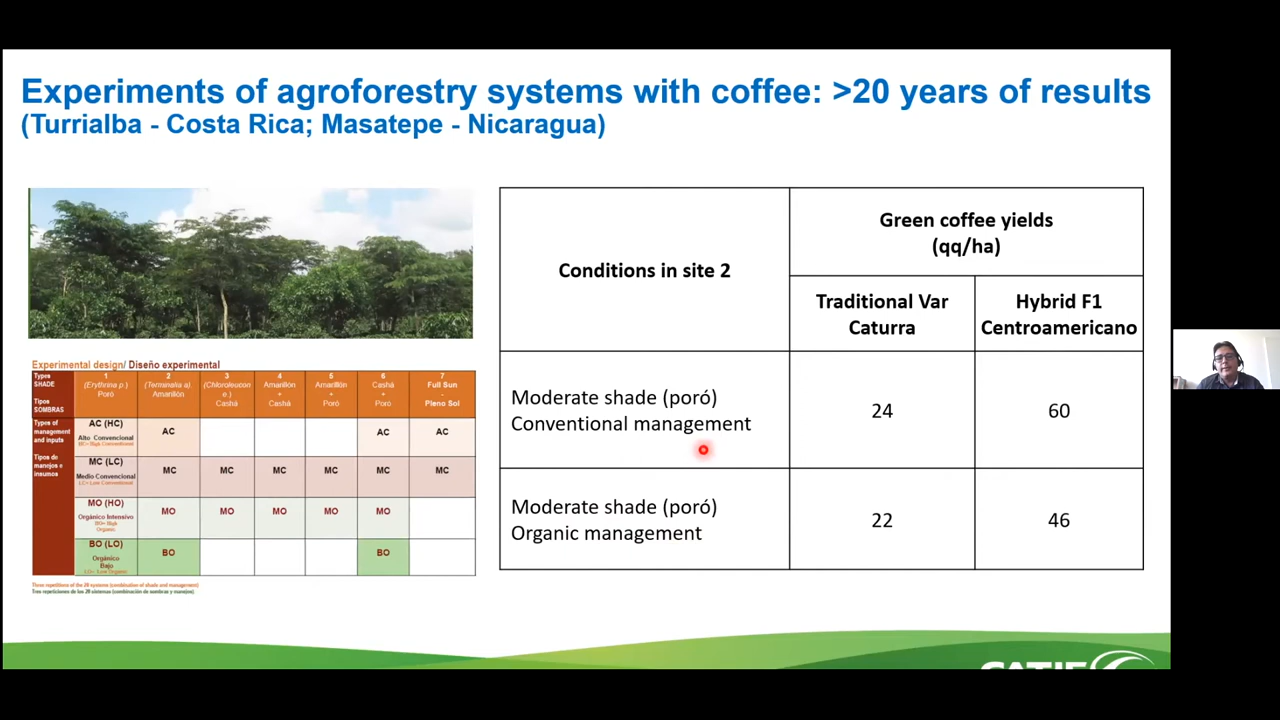 Experiments of agroforestry systems with coffee: >20 years of results
(Turrialba - Costa Rica; Masatepe - Nicaragua)
Experimental design/ Diseño experimental
Types
SHADE
Tipos
SOMBRAS
1
(Erythrina p.)
Poró
2
(Terminalia a.)
Amarillón
3
(Chloroleucon
e.)
Cashá
4
Amarillón
+
Cashá
5
Amarillón
+
Poró
6
Cashá
+
Poró
7
Full Sun
-
Pleno Sol
Types of
management
and inputs
Tipos de
manejos e
insumos
AC (HC)
Alto Convencional
AC
AC
AC
MC (LC)
Medio Convencional
LC= Low Conventional
MC
MC
MC
MC
MC
MC
MO (HO)
Orgánico Intensivo
Organic
MO
MO
MO
MO
MO
BO (LO)
Orgánico
Bajo
BO
BO
Three repetitions of the 20 systems (combination of shade and management)
Tres repeticiones de los 20 sistemas (combinación de sombras y manejos).
Conditions in site 2
Green coffee yields
(qq/ha)
Traditional Var
Caturra
Hybrid F1
Centroamericano
Moderate shade (poró)
Conventional management
24
60
Moderate shade (poró)
Organic management
22
46